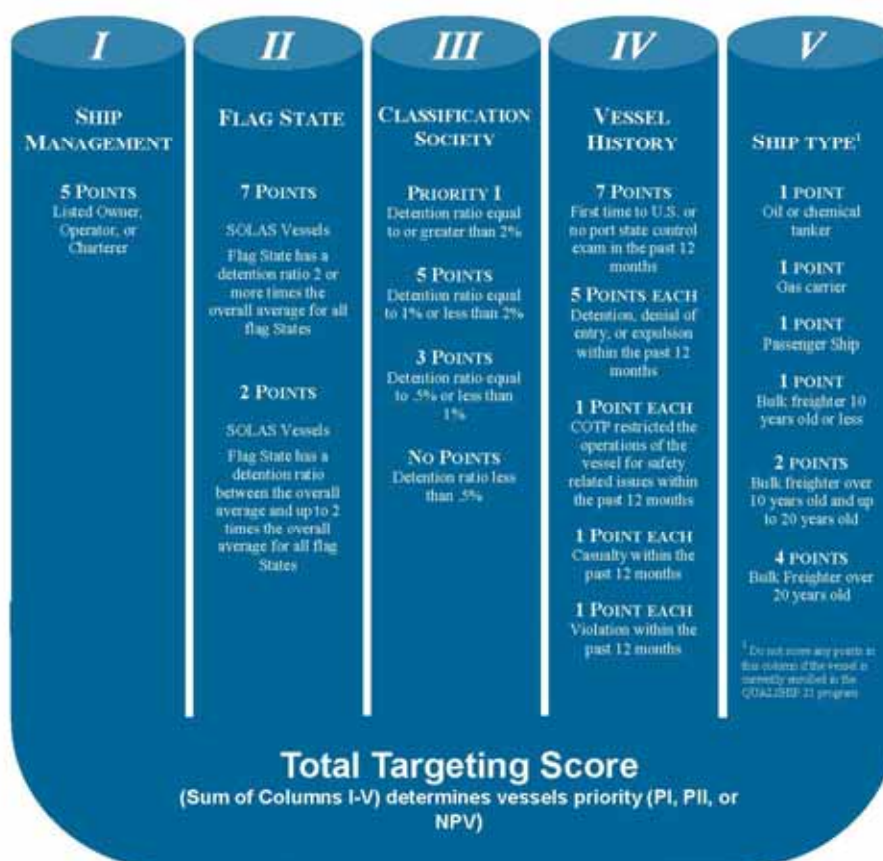 I
SHIP
MANAGEMENT
5 POINTS
Listed Owner,
Operator, or
Charterer
II
FLAG STATE
7 POINTS
SOLAS Vessels
Flag State has a
detention ratio 2 or
more times the
overall average for all
flag States
2 POINTS
SOLAS Vessels
Flag State has a
detention ratio
between the overall
average and up to 2
times the overall
average for all flag
States
III
CLASSIFICATION
SOCIETY
PRIORITY 1
Detention ratio equal
to or greater than 2%
5 POINTS
Detention ratio equal
to 1% or less than 2%
3 POINTS
Detention ratio equal
to .5% or less than
1%
NO POINTS
Detention ratio less
than .5%
IV
VESSEL
HISTORY
7 POINTS
First time to U.S. or
no port state control
exam in the past 12
months
5 POINTS EACH
Detention, denial of
entry, or expulsion
within the past 12
months
1 POINT EACH
COTP restricted the
operations of the
vessel for safety
related issues within
the past 12 months
1 POINT EACH
Casualty within the
past 12 months
1 POINT EACH
Violation within the
past 12 months
V
SHIP TYPE¹
1 POINT
Oil or chemical
tanker
1 POINT
Gas carrier
1 POINT
Passenger Ship
1 POINT
Bulk freighter 10
years old or less
2 POINTS
Bulk freighter over
10 years old and up
to 20 years old
4 POINTS
Bulk Freighter over
20 years old
¹ Do not score any points in
this column if the vessel is
currently enrolled in the
QUALSHIP 21 program
Total Targeting Score
(Sum of Columns I-V) determines vessels priority (PI, PII, or
NPV)